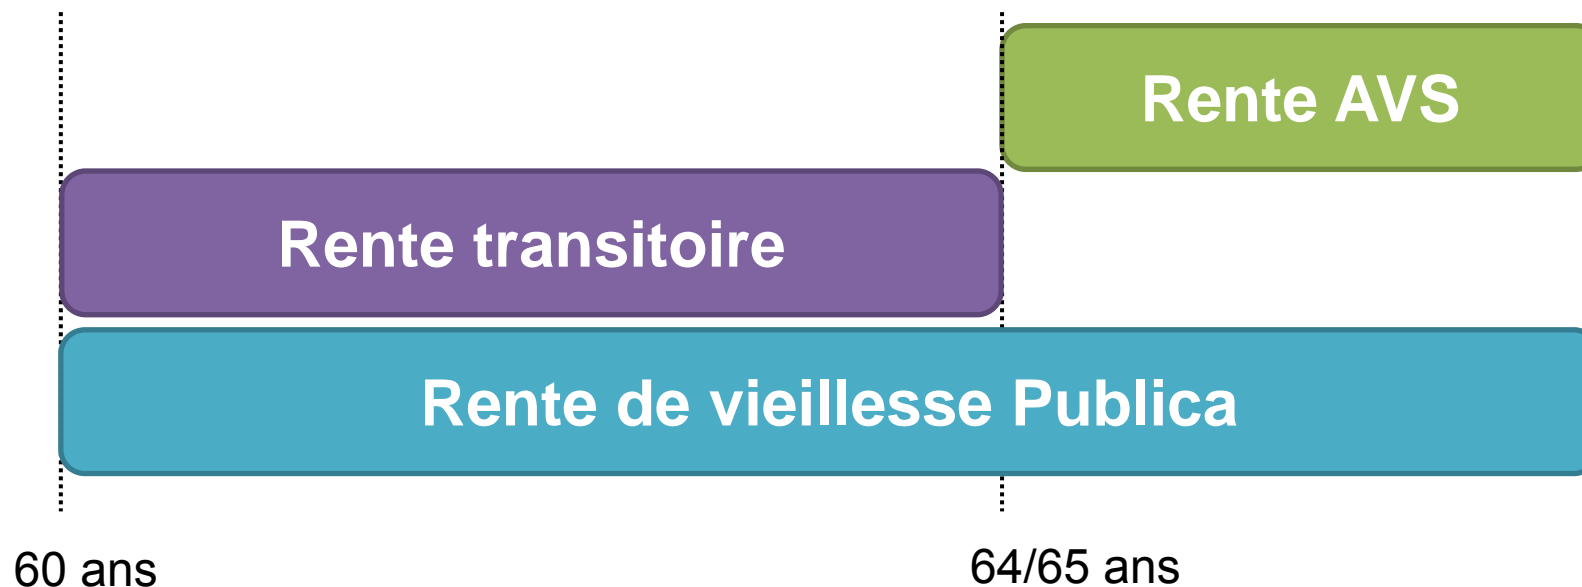 Rente AVS
Rente transitoire
Rente de vieillesse Publica
60 ans
64/65 ans